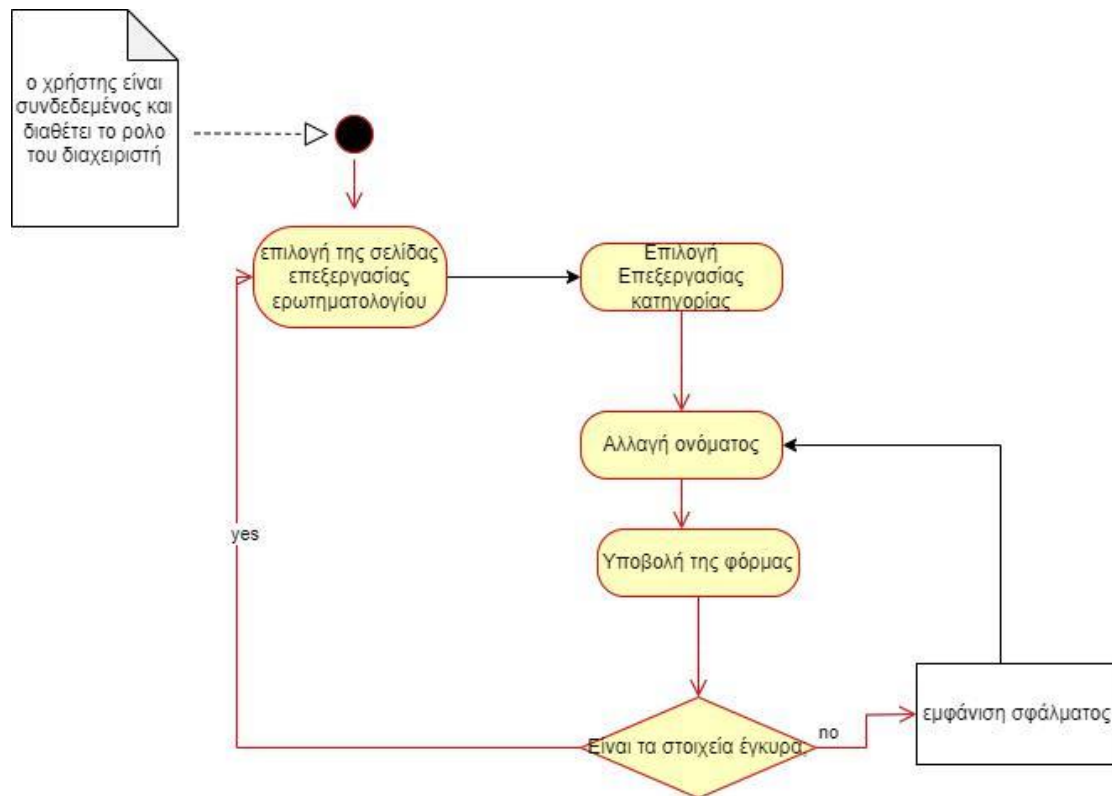 ο χρήστης είναι
συνδεδεμένος και
διαθέτει το ρολο
του διαχειριστή
επιλογή της σελίδας
επεξεργασίας
ερωτηματολογίου
Επιλογή
Επεξεργασίας
κατηγορίας
Αλλαγή ονόματος
yes
Υποβολή της φόρμας
Είναι τα στοιχεία έγκυρα
no
εμφάνιση σφάλματος